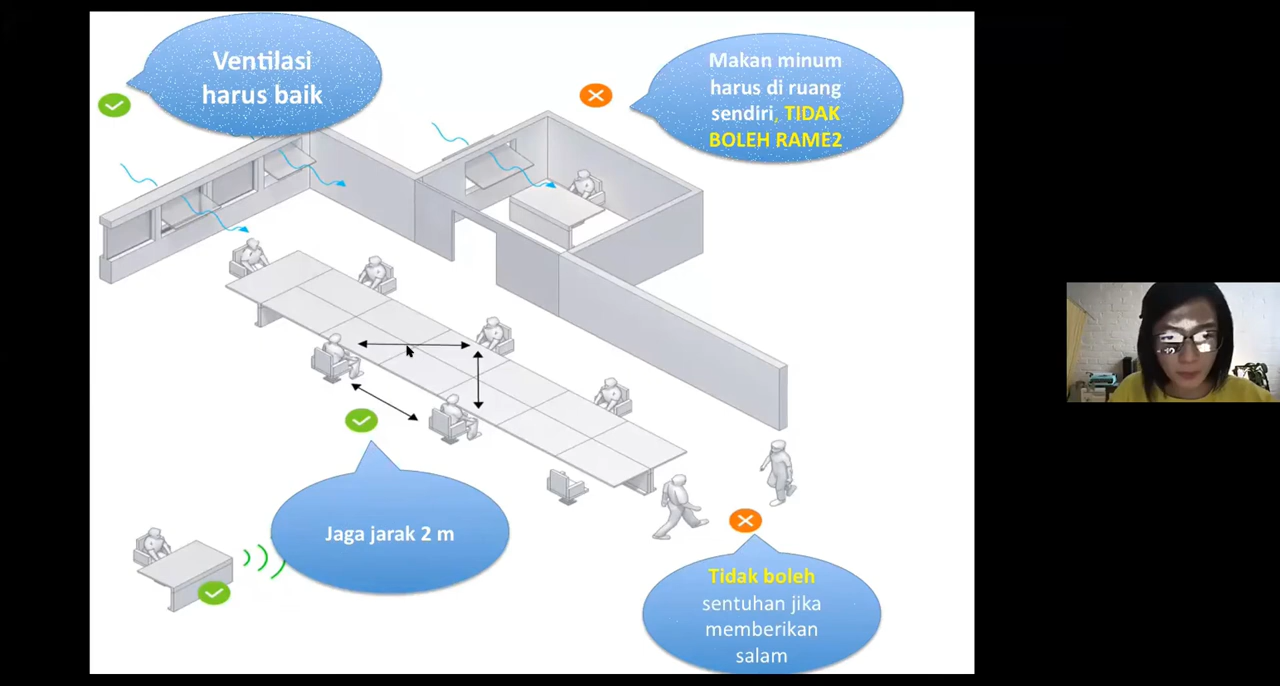 Ventilasi
harus baik
Makan minum
harus di ruang
sendiri, TIDAK
BOLEH RAME2
Jaga jarak 2 m
Tidak boleh
sentuhan jika
memberikan
salam